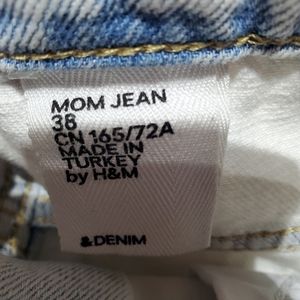 MOM JEAN
38
CN 165/72A
MADE IN
TURKEY
by H&M
&DENIM